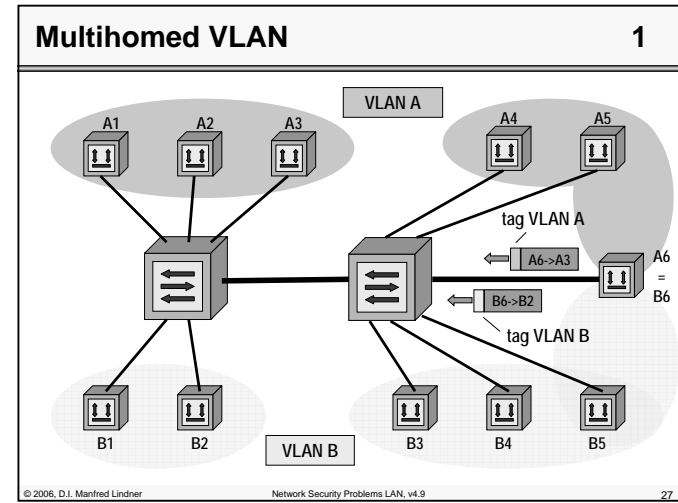 Multihomed VLAN 1
VLAN A
A1 A2 A3 A4 A5
tag VLAN A
A6->A3
A6
=
B6
B6->B2
tag VLAN B
B1 B2 B3 B4 B5
VLAN B
© 2006, D.I. Manfred Lindner Network Security Problems LAN, v4.9 27